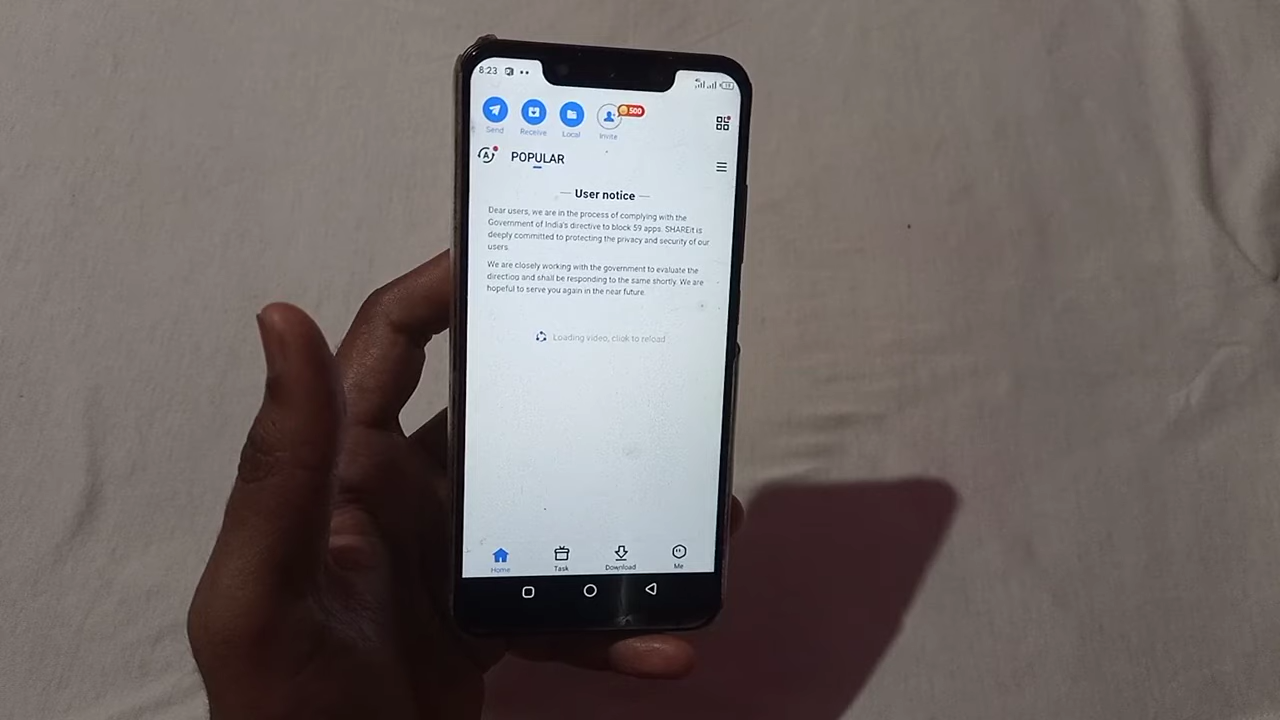 8:23
500
Send Receive Local Invite
A POPULAR
User notice
Dear users, we are in the process of complying with the
Government of India's directive to block 59 apps. SHAREit is
deeply committed to protecting the privacy and security of our
users.
We are closely working with the government to evaluate the
direction and shall be responding to the same shortly. We are
hopeful to serve you again in the near future.
Loading video, click to reload
Home Task Download Me